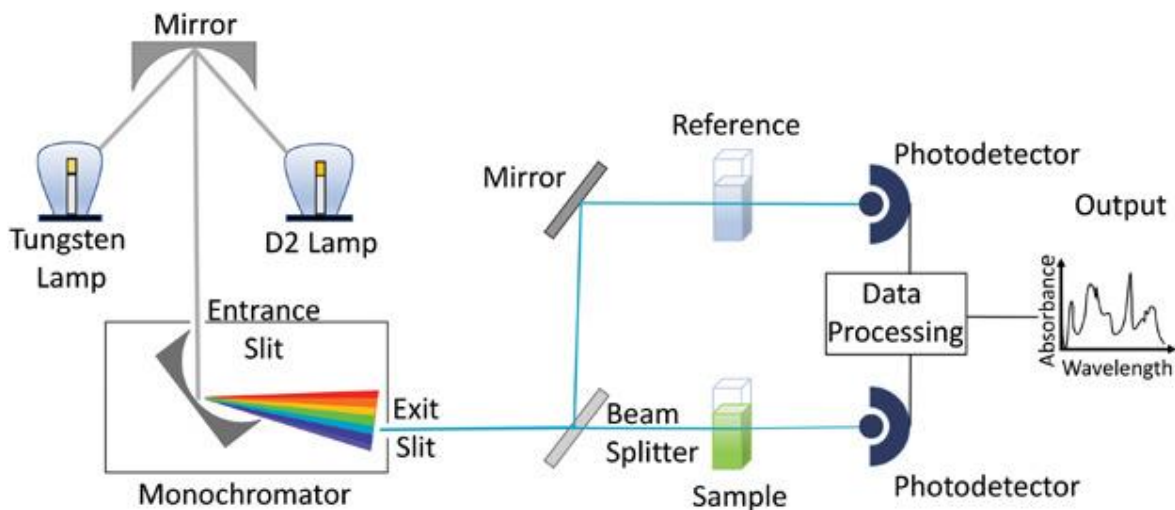 Mirror
Tungsten
Lamp
D2 Lamp
Entrance
Slit
Exit
Slit
Monochromator
Mirror
Beam
Splitter
Reference
Sample
Photodetector
Data
Processing
Photodetector
Output
Absorbance
Wavelength